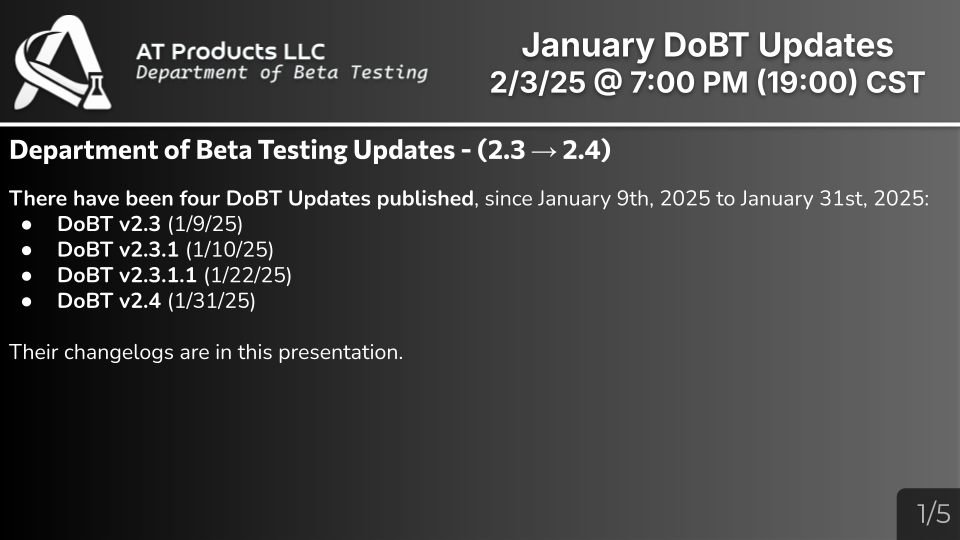 AT Products LLC
Department of Beta Testing
January DoBT Updates
2/3/25 @ 7:00 PM (19:00) CST
Department of Beta Testing Updates - (2.3 → 2.4)
There have been four DoBT Updates published, since January 9th, 2025 to January 31st, 2025:
● DoBT v2.3 (1/9/25)
● DoBT v2.3.1 (1/10/25)
● DoBT v2.3.1.1 (1/22/25)
● DoBT v2.4 (1/31/25)
Their changelogs are in this presentation.
1/5